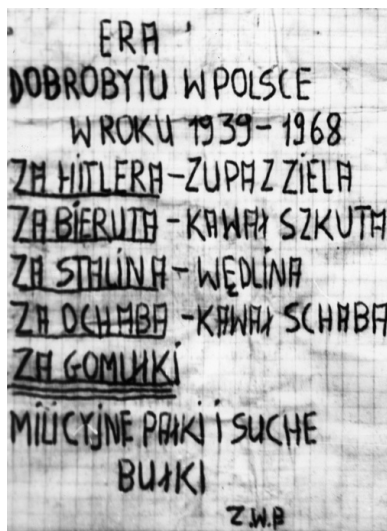 ERA
DOBROBYTU W POLSCE
W ROKU 1939-1968
ZA HITLERA - ZUPA Z ZIELA
ZA BIERUTA - KAWAŁ SZKUTA
ZA STALINA - WĘDLINA
ZA OCHABA - KAWAŁ SCHABA
ZA GOMUŁKI
MILICYJNE PAŁKI i SUCHE
BUŁKI
Z.W.B